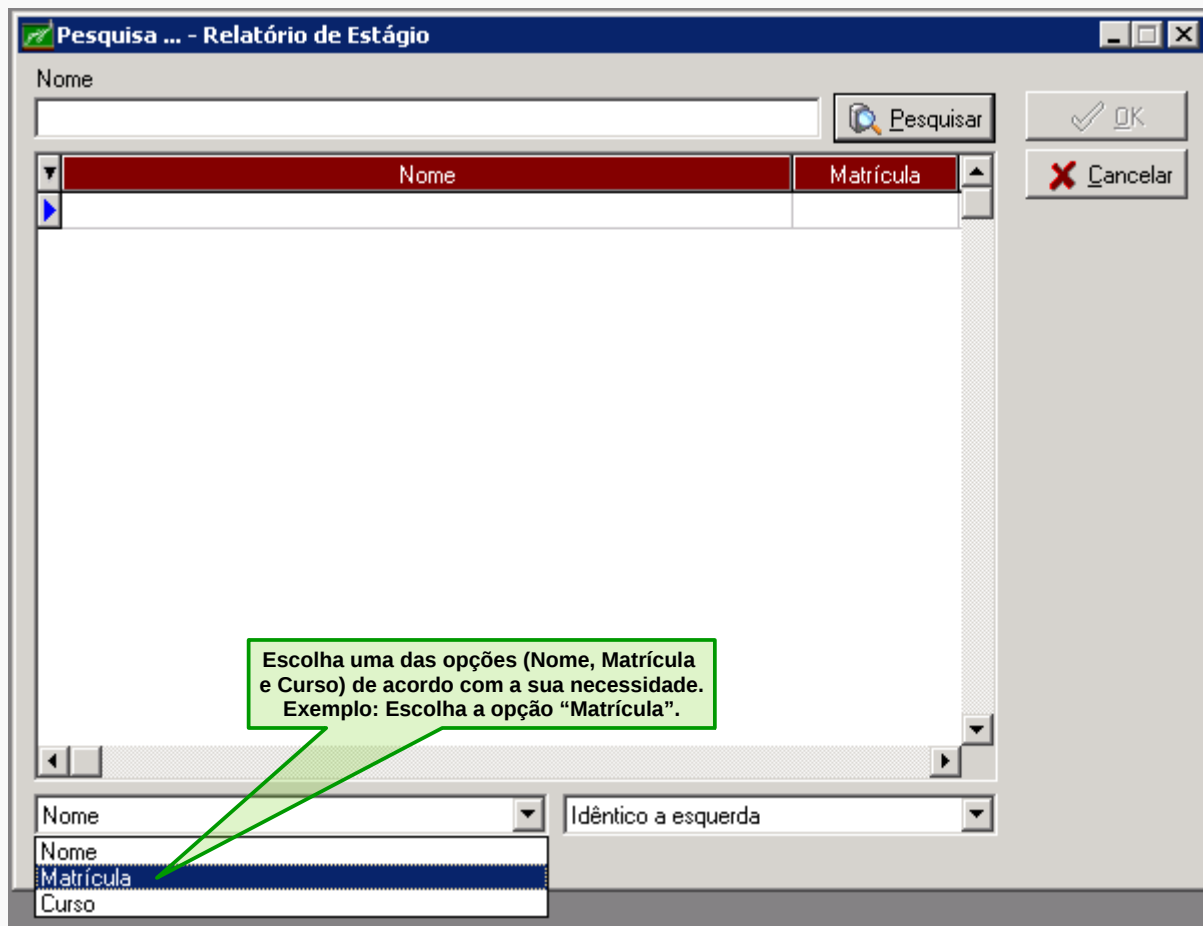 Pesquisa ... - Relatório de Estágio
Nome
Pesquisar
OK
Cancelar
Nome Matrícula
Escolha uma das opções (Nome, Matrícula
e Curso) de acordo com a sua necessidade.
Exemplo: Escolha a opção “Matrícula”.
Nome
Idêntico a esquerda
Nome
Matrícula
Curso